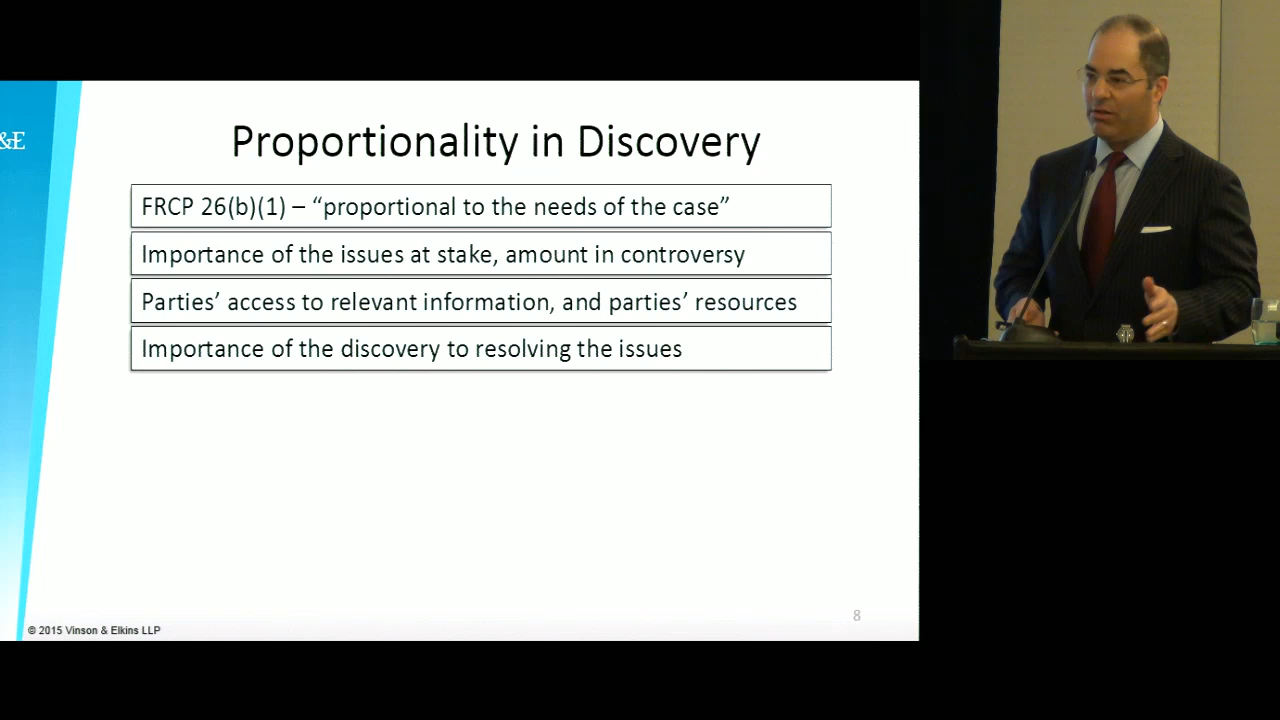 &E
Proportionality in Discovery
FRCP 26(b)(1) – “proportional to the needs of the case”
Importance of the issues at stake, amount in controversy
Parties’ access to relevant information, and parties’ resources
Importance of the discovery to resolving the issues
8
© 2015 Vinson & Elkins LLP